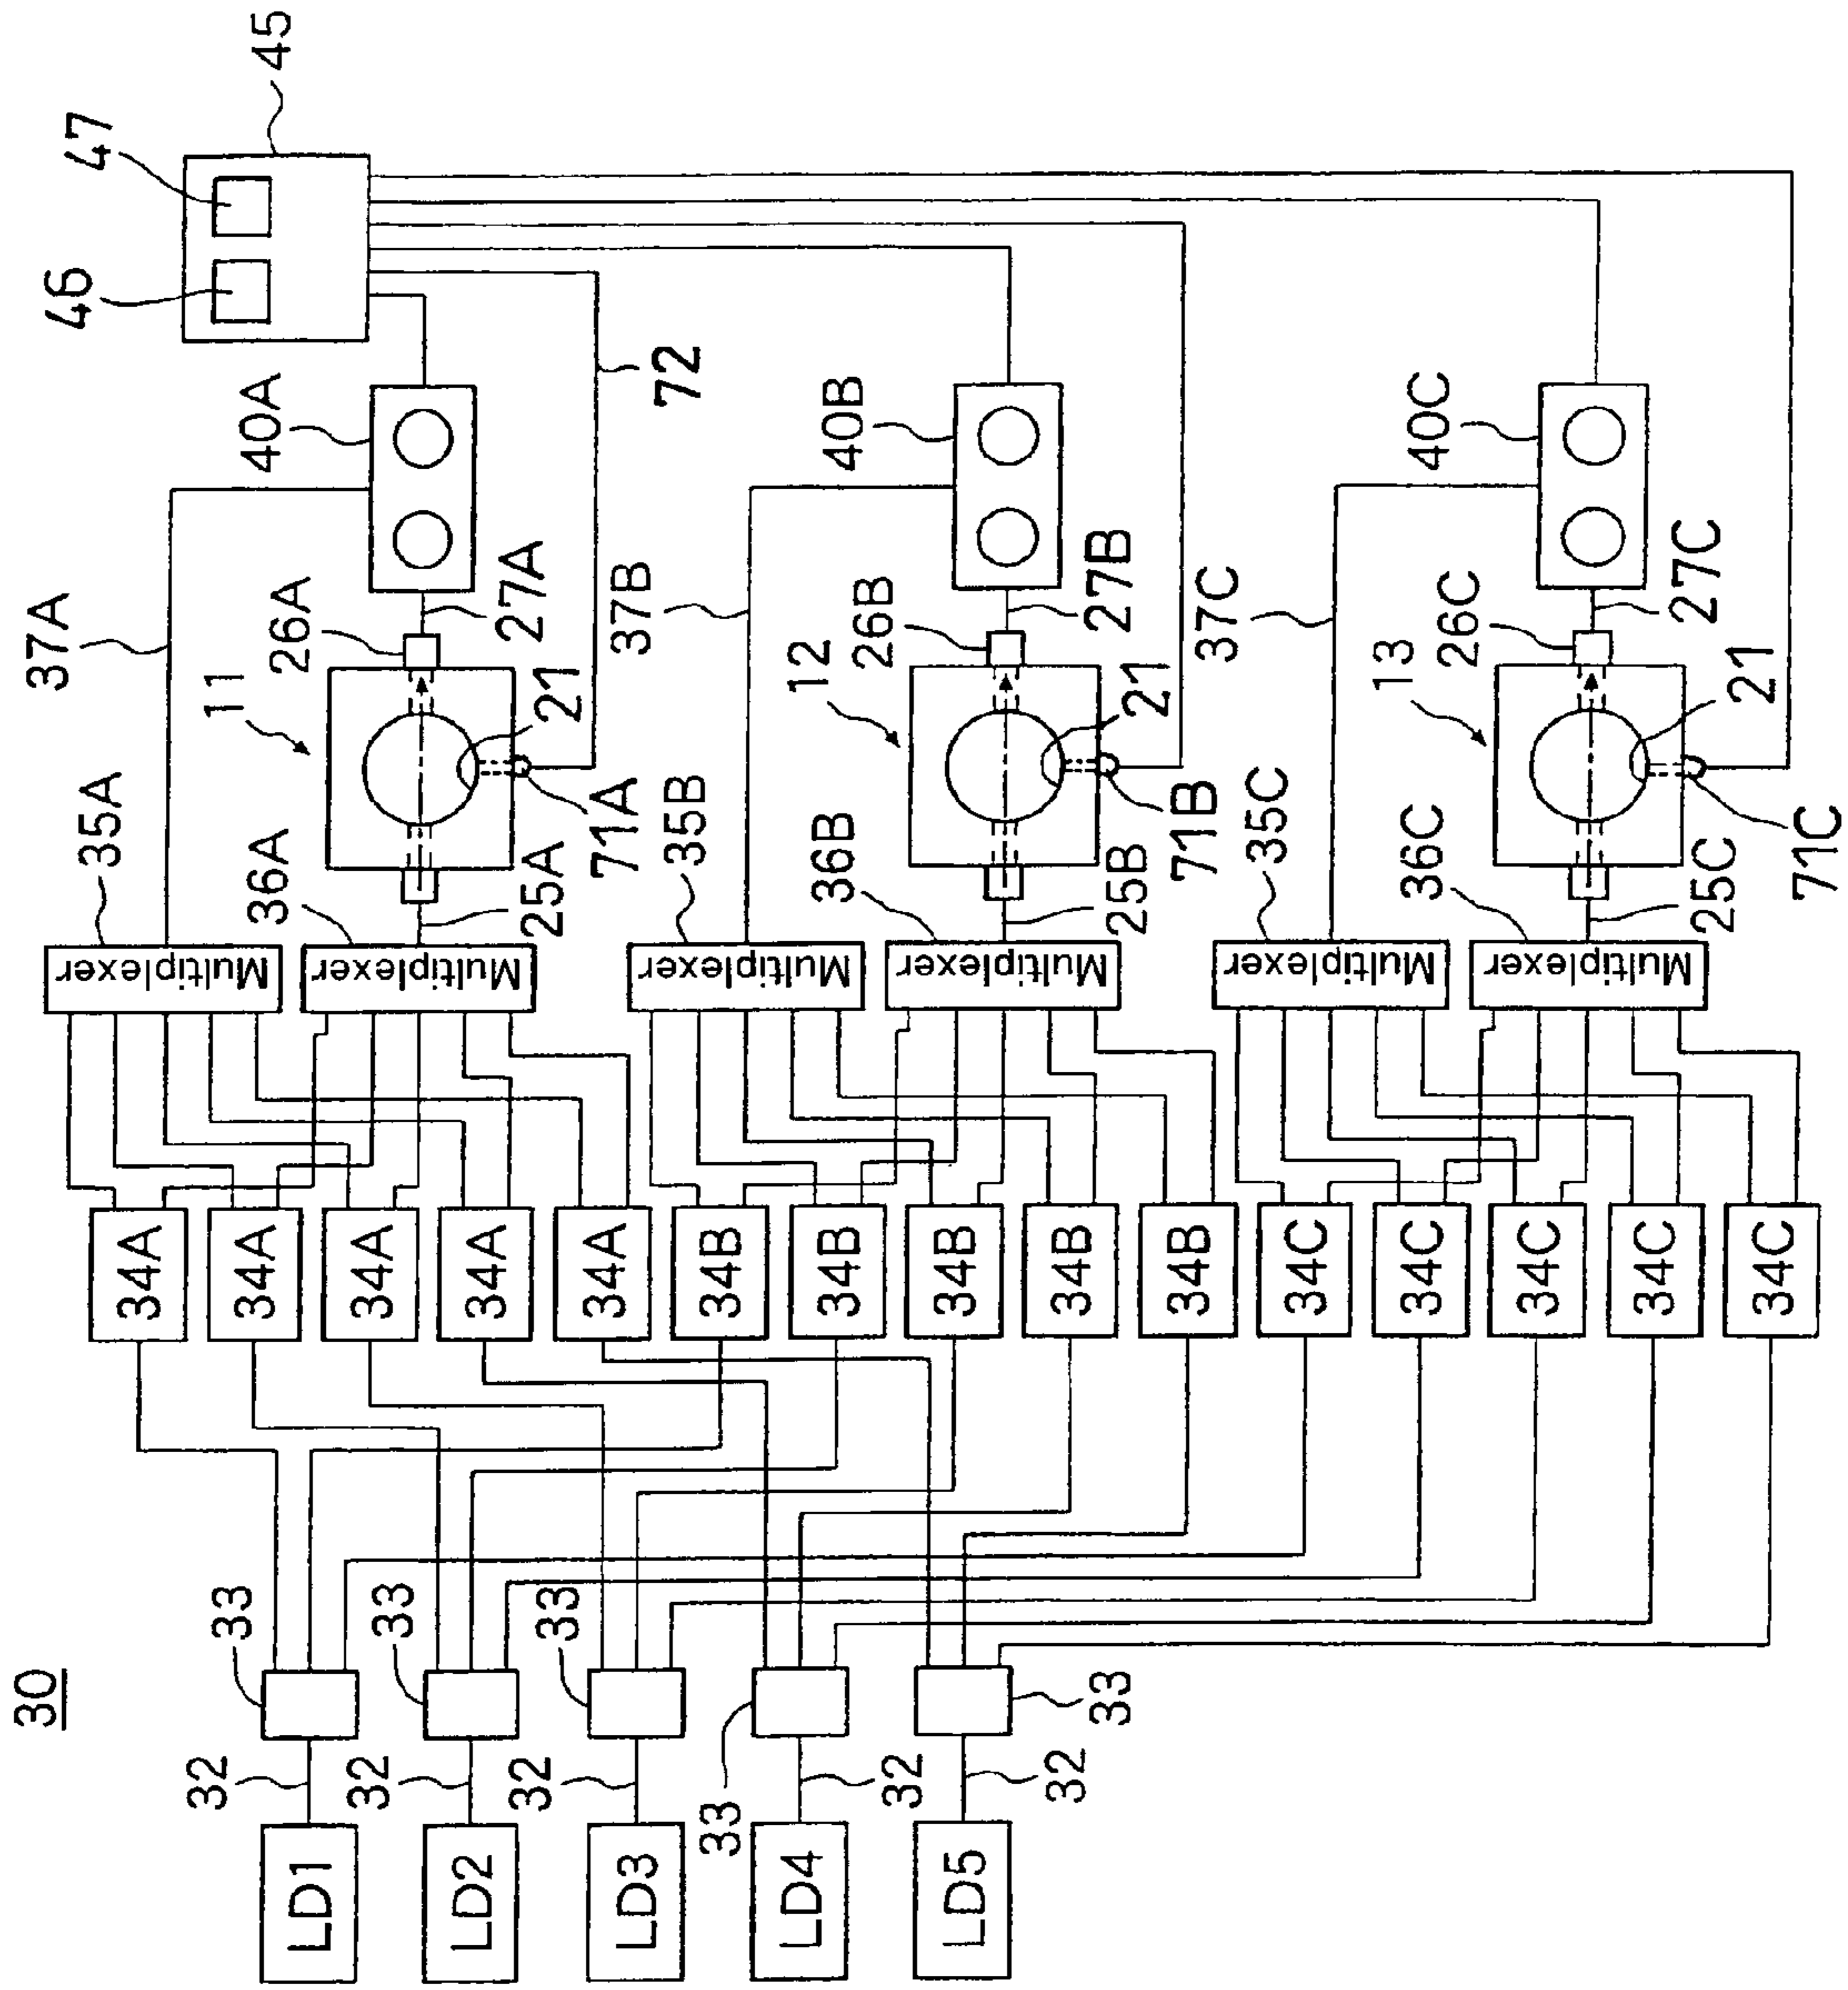 30
LD1
LD2
LD3
LD4
LD5
32
32
32
32
32
33
33
33
33
33
34A
34A
34A
34A
34A
34B
34B
34B
34B
34B
34C
34C
34C
34C
34C
35A
Multiplexer
36A
Multiplexer
35B
Multiplexer
36B
Multiplexer
35C
Multiplexer
36C
Multiplexer
37A
11
26A
25A
71A
21
27A
40A
72
37B
12
26B
25B
71B
21
27B
40B
37C
13
26C
25C
71C
21
27C
40C
46
47
45